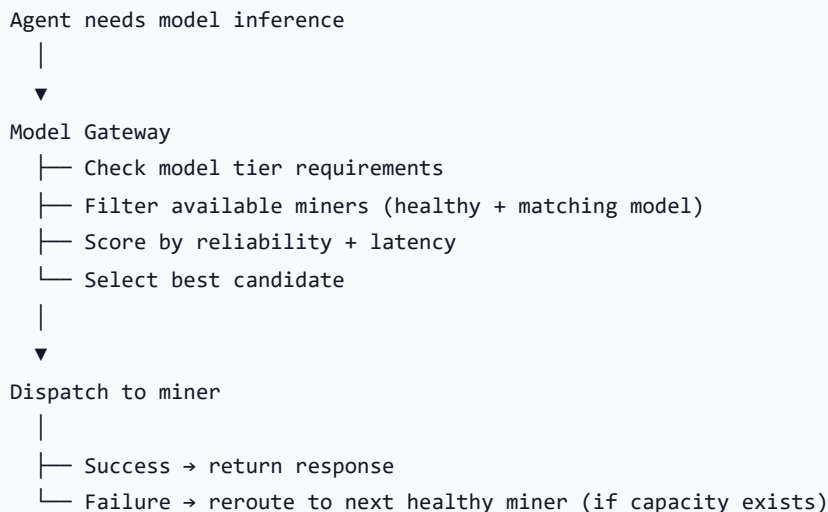 Agent needs model inference
│
▼
Model Gateway
├── Check model tier requirements
├── Filter available miners (healthy + matching model)
├── Score by reliability + latency
└── Select best candidate
│
▼
Dispatch to miner
│
├── Success → return response
└── Failure → reroute to next healthy miner (if capacity exists)